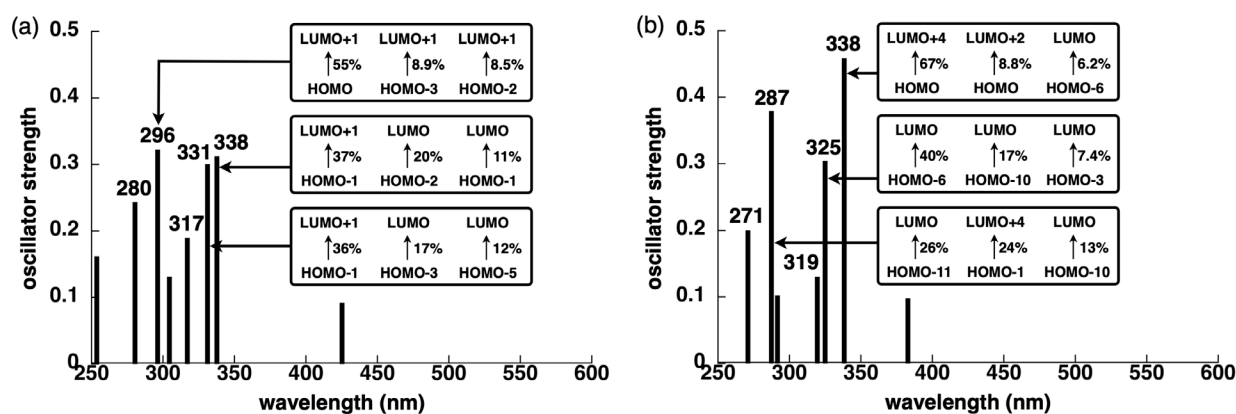 (a)
0.5
0.4
0.3
0.2
0.1
0
oscillator strength
250 300 350 400 450 500 550 600
wavelength (nm)
280
296
317
331
338
LUMO+1 LUMO+1 LUMO+1
55% 8.9% 8.5%
HOMO HOMO-3 HOMO-2
LUMO+1 LUMO LUMO
37% 20% 11%
HOMO-1 HOMO-2 HOMO-1
LUMO+1 LUMO LUMO
36% 17% 12%
HOMO-1 HOMO-3 HOMO-5
(b)
0.5
0.4
0.3
0.2
0.1
0
oscillator strength
250 300 350 400 450 500 550 600
wavelength (nm)
271
287
319
325
338
LUMO+4 LUMO+2 LUMO
67% 8.8% 6.2%
HOMO HOMO HOMO-6
LUMO LUMO LUMO
40% 17% 7.4%
HOMO-6 HOMO-10 HOMO-3
LUMO LUMO+4 LUMO
26% 24% 13%
HOMO-11 HOMO-1 HOMO-10